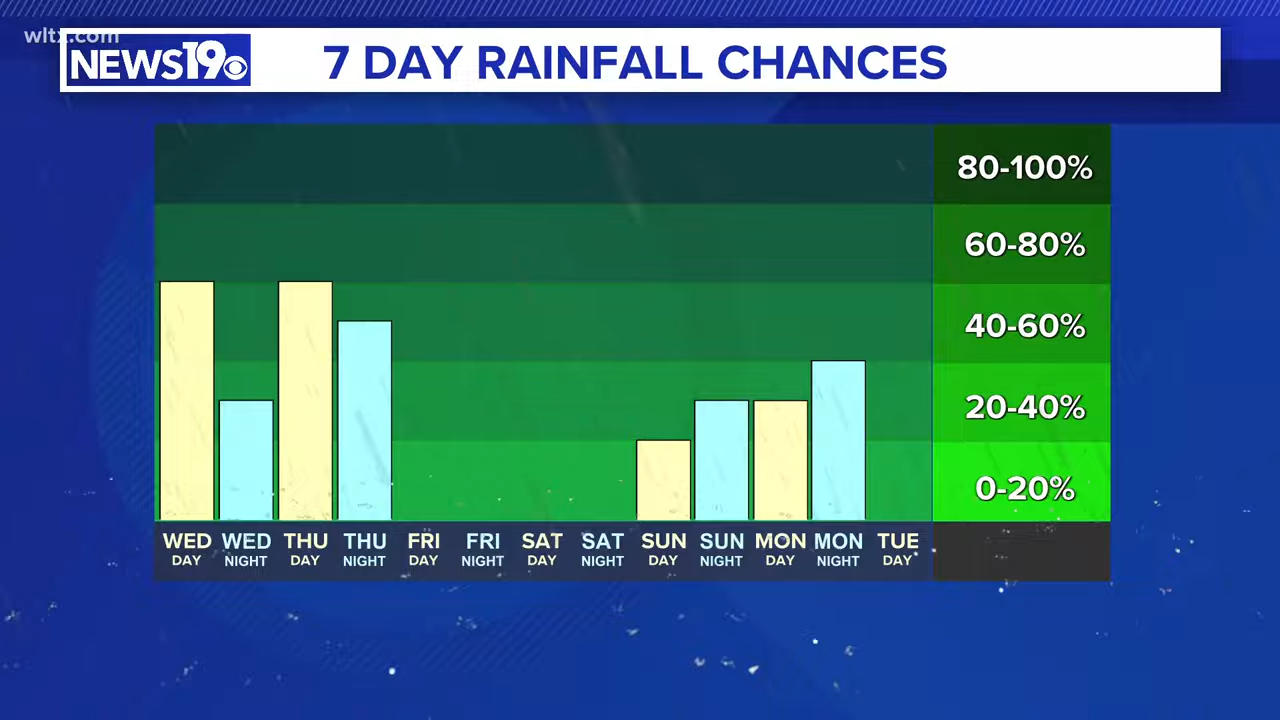 wltx.com
NEWS19
7 DAY RAINFALL CHANCES
80-100%
60-80%
40-60%
20-40%
0-20%
WED WED THU THU FRI FRI SAT SAT SUN SUN MON MON TUE
DAY NIGHT DAY NIGHT DAY NIGHT DAY NIGHT DAY NIGHT DAY NIGHT DAY